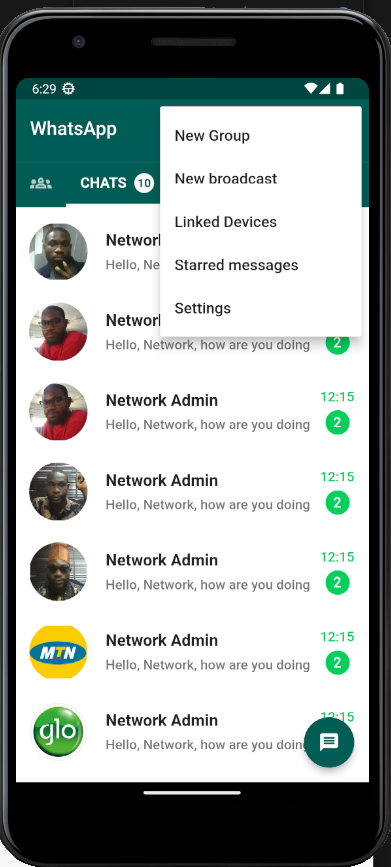 6:29
WhatsApp
New Group
New broadcast
Linked Devices
Starred messages
Settings
CHATS 10
Hello,
Hello, Network, how are you doing 2
Network Admin 12:15
Hello, Network, how are you doing 2
Network Admin 12:15
Hello, Network, how are you doing 2
Network Admin 12:15
Hello, Network, how are you doing 2
MTN
Network Admin 12:15
Hello, Network, how are you doing 2
glo
Network Admin 12:15
Hello, Network, how are you doing